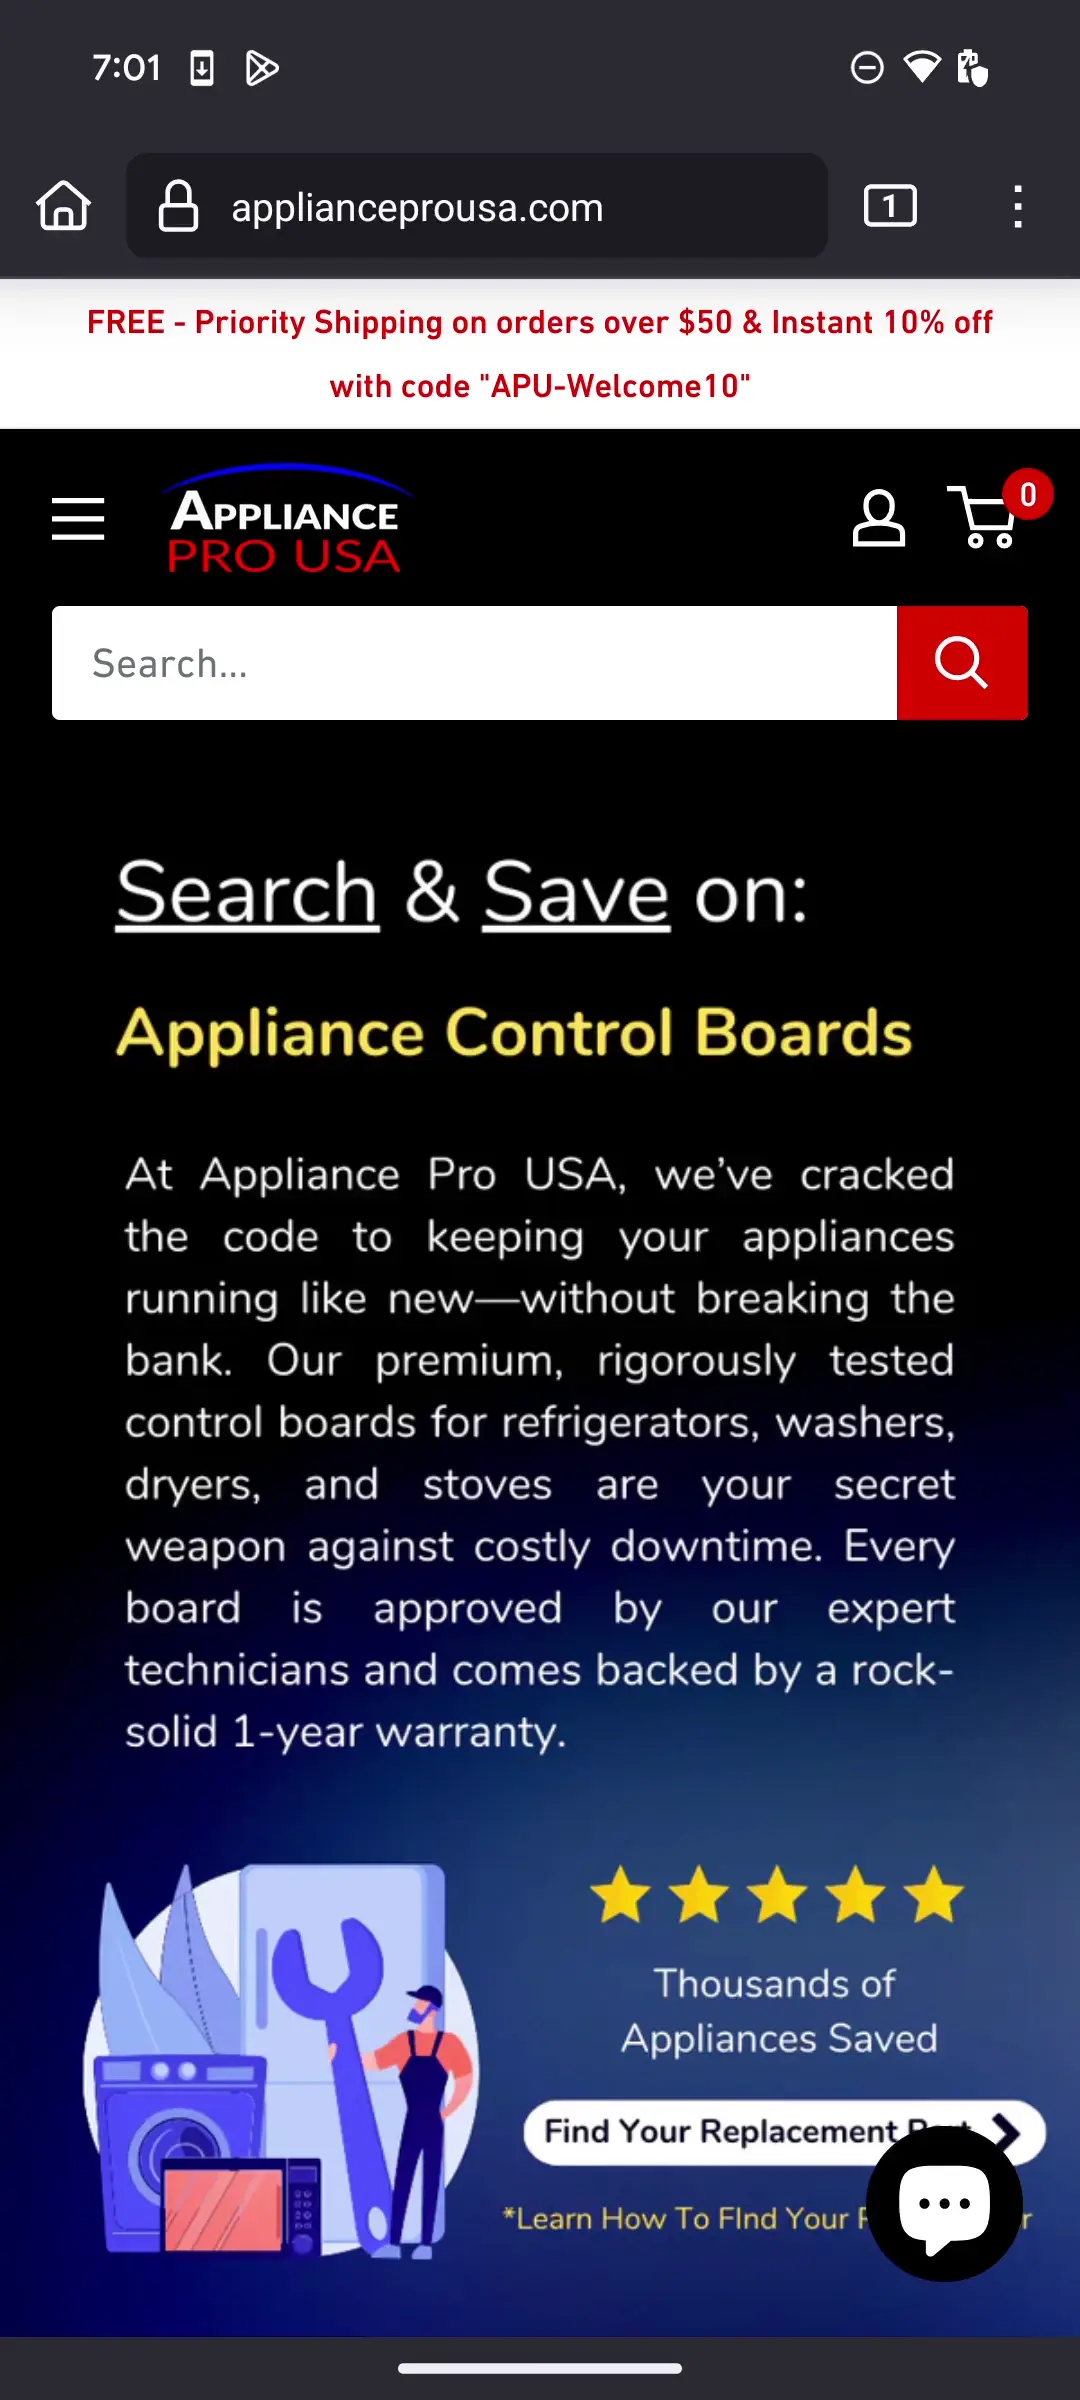 7:01
applianceprousa.com
1
FREE - Priority Shipping on orders over $50 & Instant 10% off
with code "APU-Welcome10"
APPLIANCE
PRO USA
0
Search...
Search & Save on:
Appliance Control Boards
At Appliance Pro USA, we’ve cracked
the code to keeping your appliances
running like new—without breaking the
bank. Our premium, rigorously tested
control boards for refrigerators, washers,
dryers, and stoves are your secret
weapon against costly downtime. Every
board is approved by our expert
technicians and comes backed by a rock-
solid 1-year warranty.
Thousands of
Appliances Saved
Find Your Replacement Part
*Learn How To FInd Your